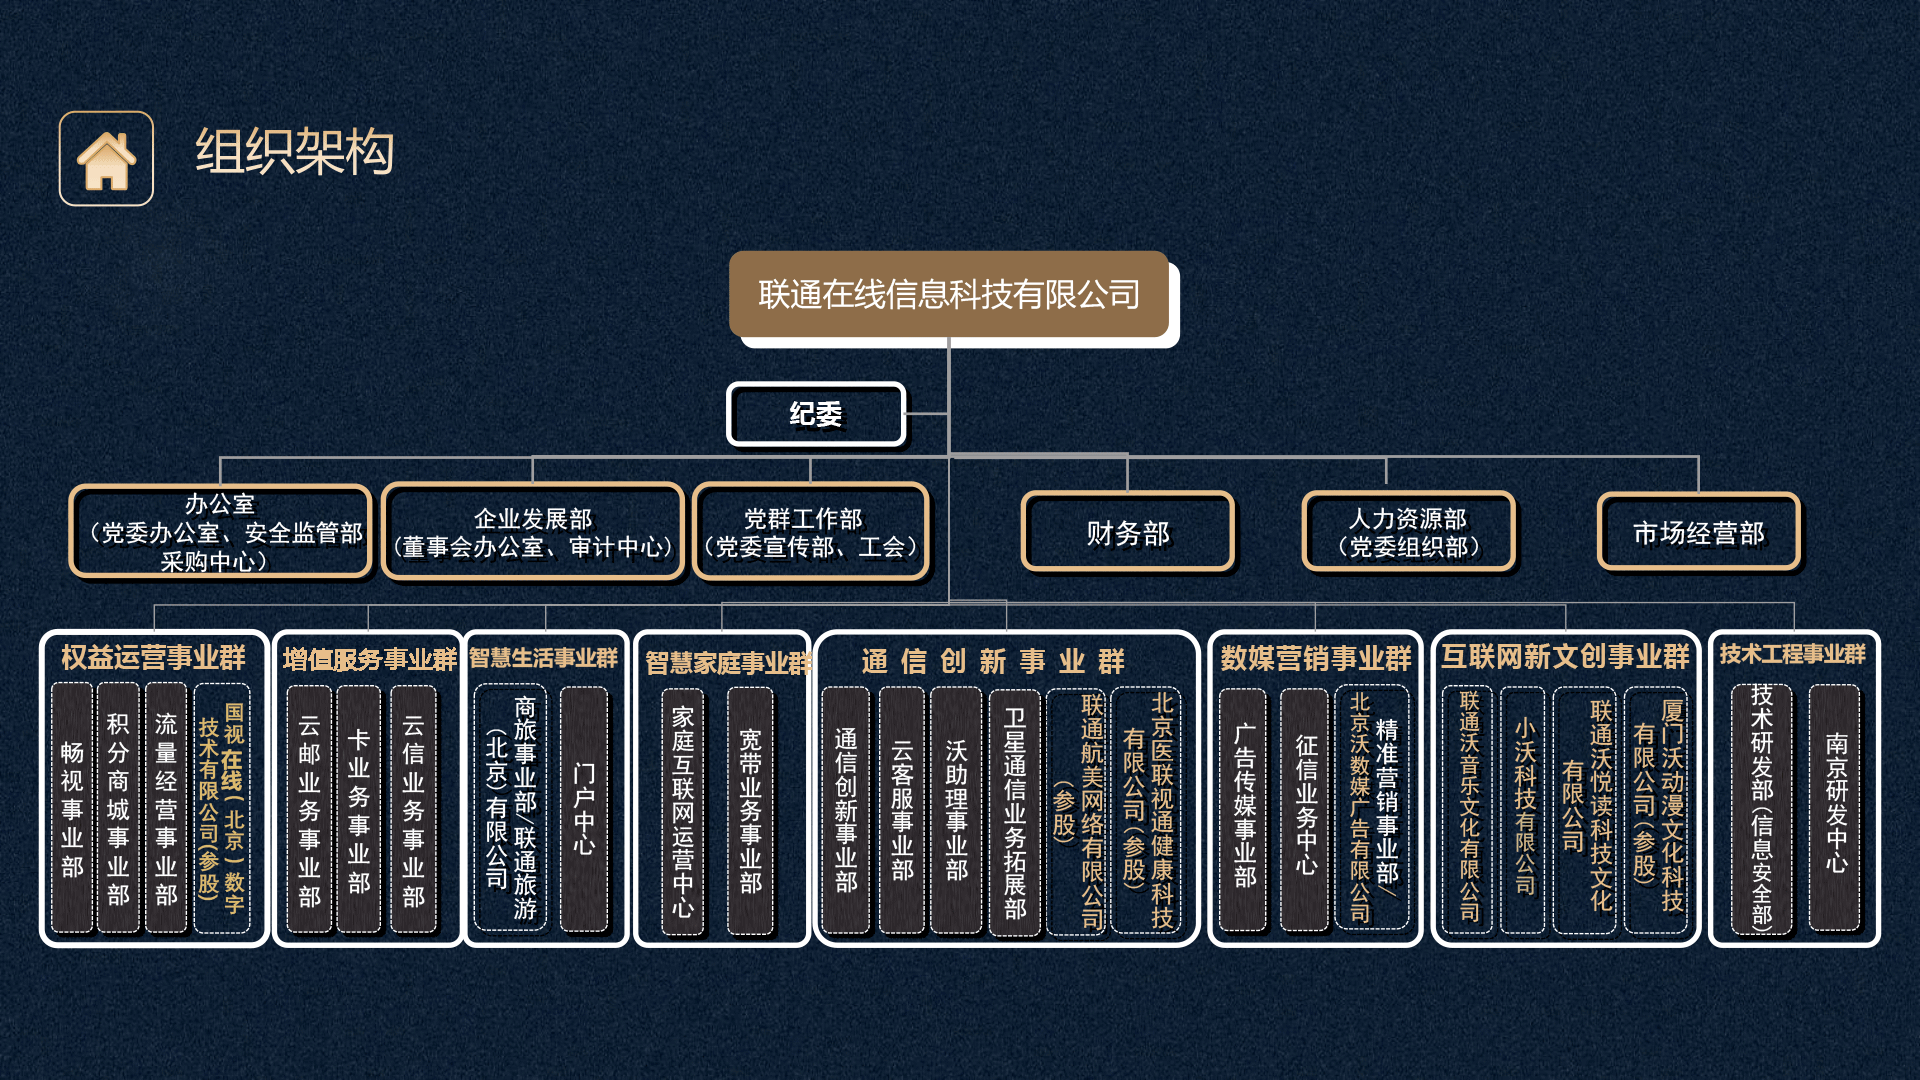 组织架构
联通在线信息科技有限公司
纪委
办公室
（党委办公室、安全监管部
采购中心）
企业发展部
（董事会办公室、审计中心）
党群工作部
（党委宣传部、工会）
财务部
人力资源部
（党委组织部）
市场经营部
权益运营事业群
畅视事业部
积分商城事业部
流量经营事业部
国视在线(北京)数字
技术有限公司(参股)
增值服务事业群
云邮业务事业部
卡业务事业部
云信业务事业部
智慧生活事业群
商旅事业部/联通旅游
（北京）有限公司
门户中心
智慧家庭事业群
家庭互联网运营中心
宽带业务事业部
通信创新事业群
通信创新事业部
云客服事业部
沃助理事业部
卫星通信业务拓展部
联通航美网络有限公司
（参股）
北京医联视通健康科技
有限公司（参股）
数媒营销事业群
广告传媒事业部
征信业务中心
精准营销事业部/
北京沃数媒广告有限公司
互联网新文创事业群
联通沃音乐文化有限公司
小沃科技有限公司
联通沃悦读科技文化
有限公司
厦门沃动漫文化科技
有限公司（参股）
技术工程事业群
技术研发部（信息安全部）
南京研发中心